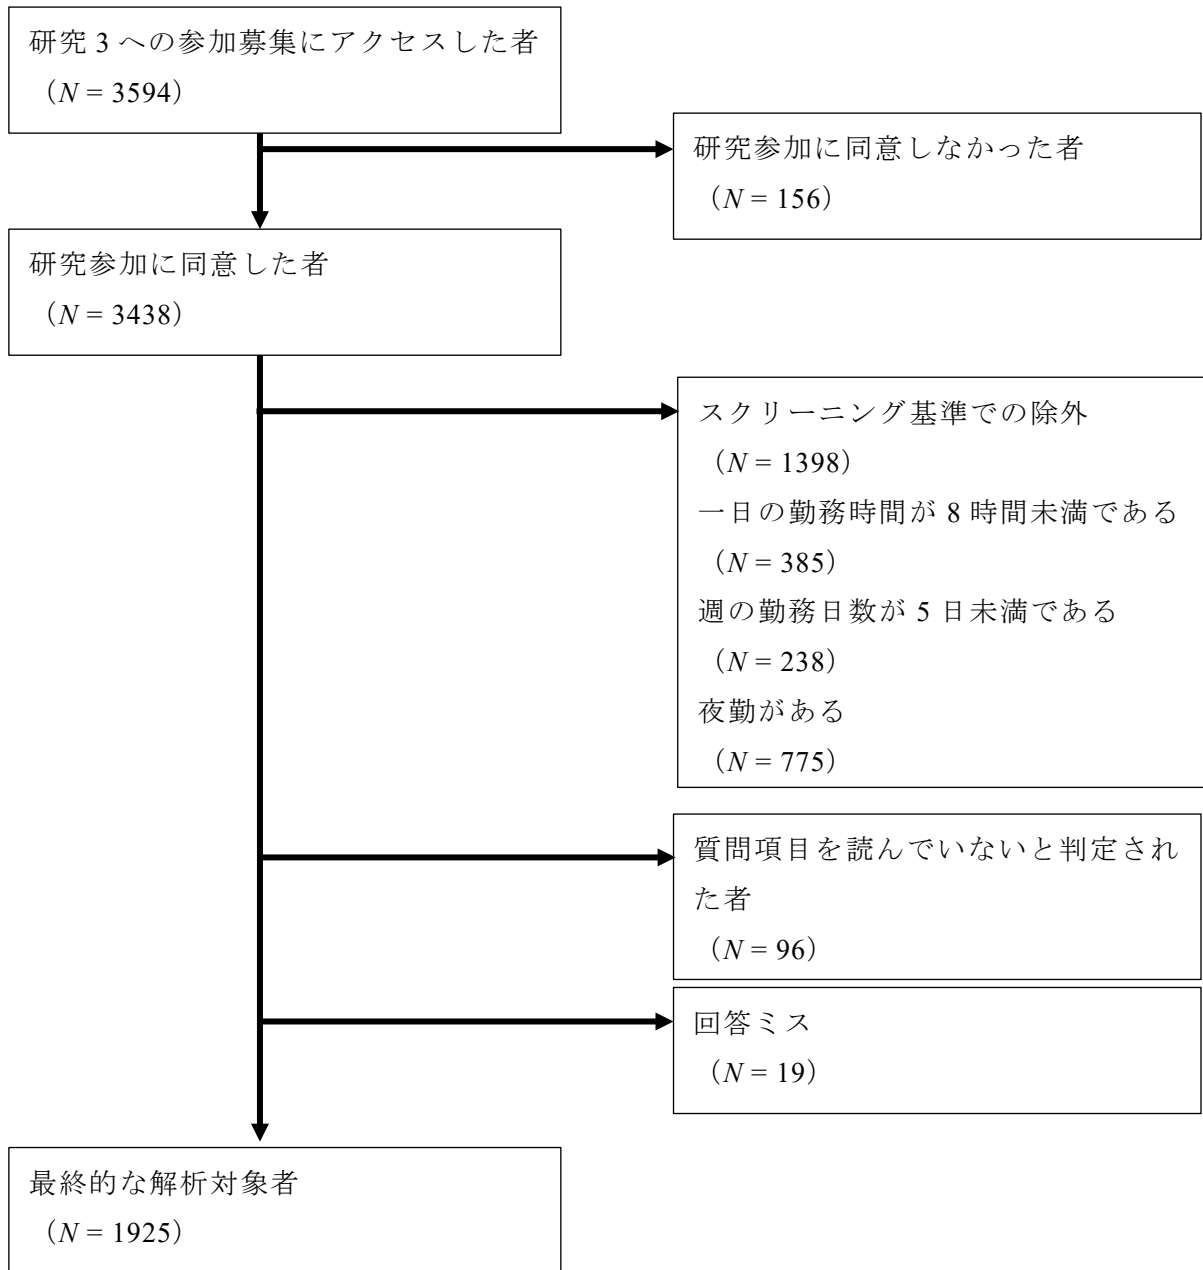 研究 3 への参加募集にアクセスした者
（N = 3594）
研究参加に同意しなかった者
（N = 156）
研究参加に同意した者
（N = 3438）
スクリーニング基準での除外
（N = 1398）
一日の勤務時間が 8 時間未満である
（N = 385）
週の勤務日数が 5 日未満である
（N = 238）
夜勤がある
（N = 775）
質問項目を読んでいないと判定され
た者
（N = 96）
回答ミス
（N = 19）
最終的な解析対象者
（N = 1925）